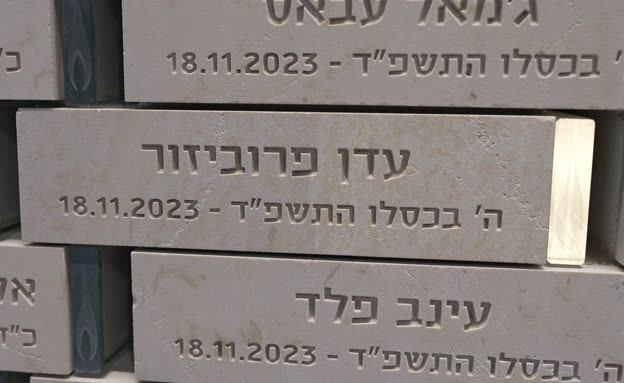 ג'מאל עבאס
ה' בכסלו התשפ"ד - 18.11.2023
עדן פרוביזור
ה' בכסלו התשפ"ד - 18.11.2023
עינב פלד
ה' בכסלו התשפ"ד - 18.11.2023